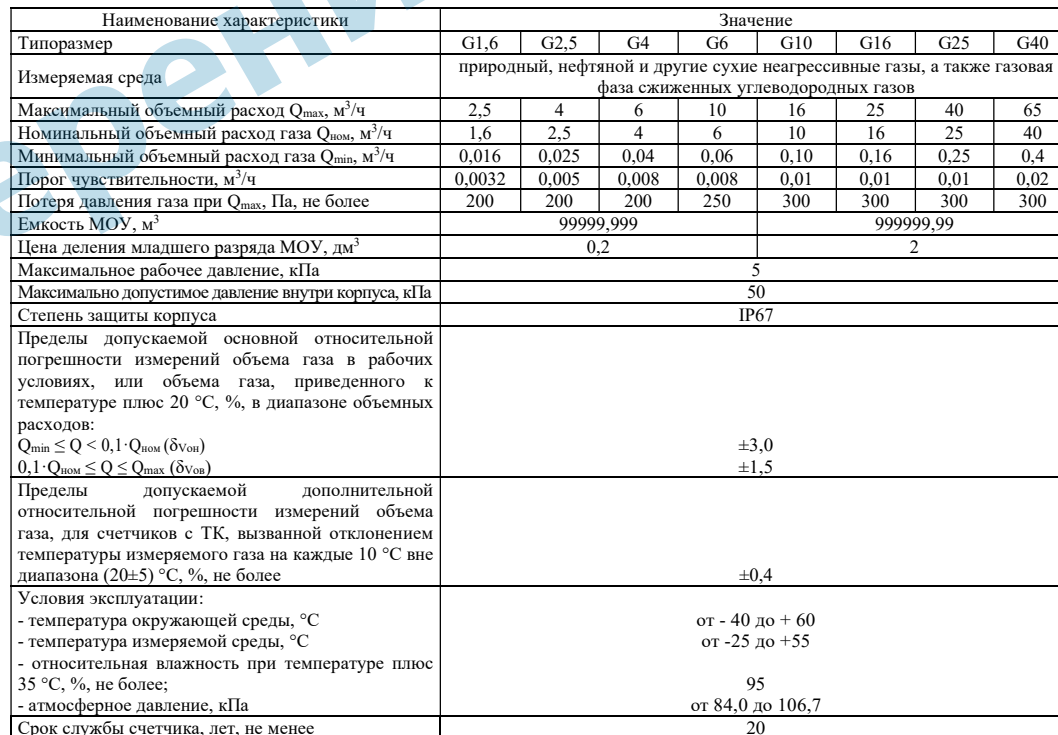 Наименование характеристики Значение
Типоразмер G1,6 G2,5 G4 G6 G10 G16 G25 G40
Измеряемая среда природный, нефтяной и другие сухие неагрессивные газы, а также газовая
фаза сжиженных углеводородных газов
Максимальный объемный расход Qmax, м³/ч 2,5 4 6 10 16 25 40 65
Номинальный объемный расход газа Qном, м³/ч 1,6 2,5 4 6 10 16 25 40
Минимальный объемный расход газа Qmin, м³/ч 0,016 0,025 0,04 0,06 0,10 0,16 0,25 0,4
Порог чувствительности, м³/ч 0,0032 0,005 0,008 0,008 0,01 0,01 0,01 0,02
Потеря давления газа при Qmax, Па, не более 200 200 200 250 300 300 300 300
Емкость МОУ, м³ 99999,999 999999,99
Цена деления младшего разряда МОУ, дм³ 0,2 2
Максимальное рабочее давление, кПа 5
Максимально допустимое давление внутри корпуса, кПа 50
Степень защиты корпуса IP67
Пределы допускаемой основной относительной
погрешности измерений объема газа в рабочих
условиях, или объема газа, приведенного к
температуре плюс 20 °С, %, в диапазоне объемных
расходов:
Qmin ≤ Q < 0,1·Qном (δVон) ±3,0
0,1·Qном ≤ Q ≤ Qmax (δVов) ±1,5
Пределы допускаемой дополнительной
относительной погрешности измерений объема
газа, для счетчиков с ТК, вызванной отклонением
температуры измеряемого газа на каждые 10 °С вне
диапазона (20±5) °С, %, не более ±0,4
Условия эксплуатации:
- температура окружающей среды, °С от - 40 до + 60
- температура измеряемой среды, °С от -25 до +55
- относительная влажность при температуре плюс
35 °С, %, не более; 95
- атмосферное давление, кПа от 84,0 до 106,7
Срок службы счетчика, лет, не менее 20
ерени